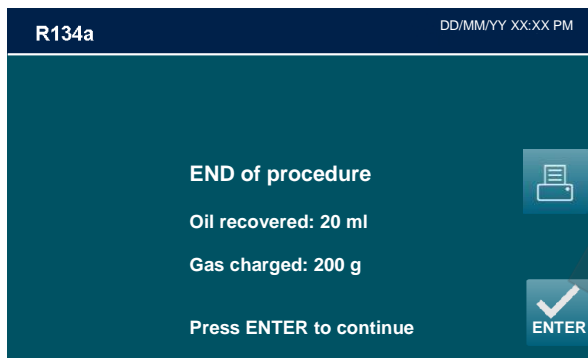 R134a
DD/MM/YY XX:XX PM
END of procedure
Oil recovered: 20 ml
Gas charged: 200 g
Press ENTER to continue
ENTER